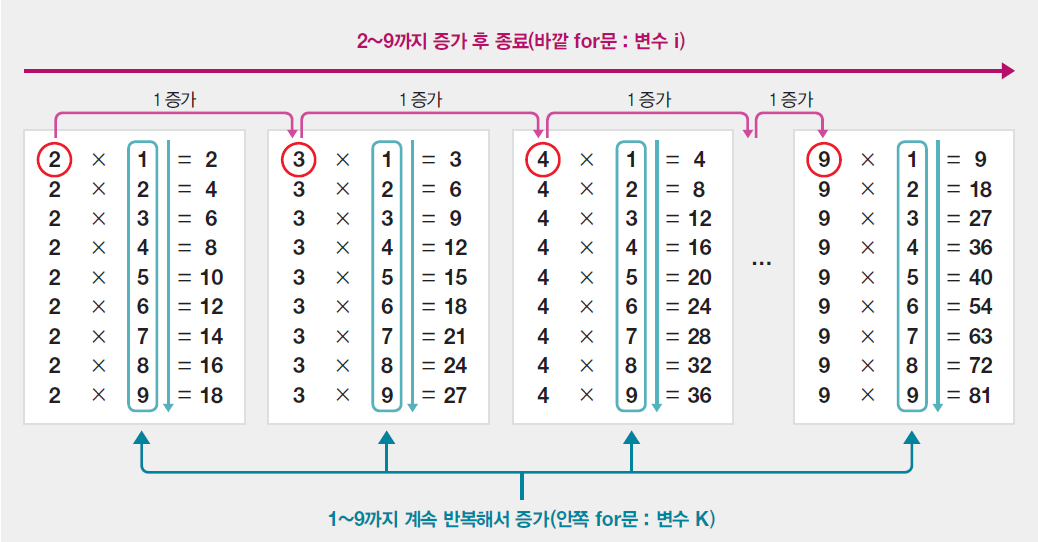 2~9까지 증가 후 종료(바깥 for문 : 변수 i)
1 증가 1 증가 1 증가 1 증가
2 × 1 = 2
2 × 2 = 4
2 × 3 = 6
2 × 4 = 8
2 × 5 = 10
2 × 6 = 12
2 × 7 = 14
2 × 8 = 16
2 × 9 = 18
3 × 1 = 3
3 × 2 = 6
3 × 3 = 9
3 × 4 = 12
3 × 5 = 15
3 × 6 = 18
3 × 7 = 21
3 × 8 = 24
3 × 9 = 27
4 × 1 = 4
4 × 2 = 8
4 × 3 = 12
4 × 4 = 16
4 × 5 = 20
4 × 6 = 24
4 × 7 = 28
4 × 8 = 32
4 × 9 = 36
...
9 × 1 = 9
9 × 2 = 18
9 × 3 = 27
9 × 4 = 36
9 × 5 = 40
9 × 6 = 54
9 × 7 = 63
9 × 8 = 72
9 × 9 = 81
1~9까지 계속 반복해서 증가(안쪽 for문 : 변수 K)